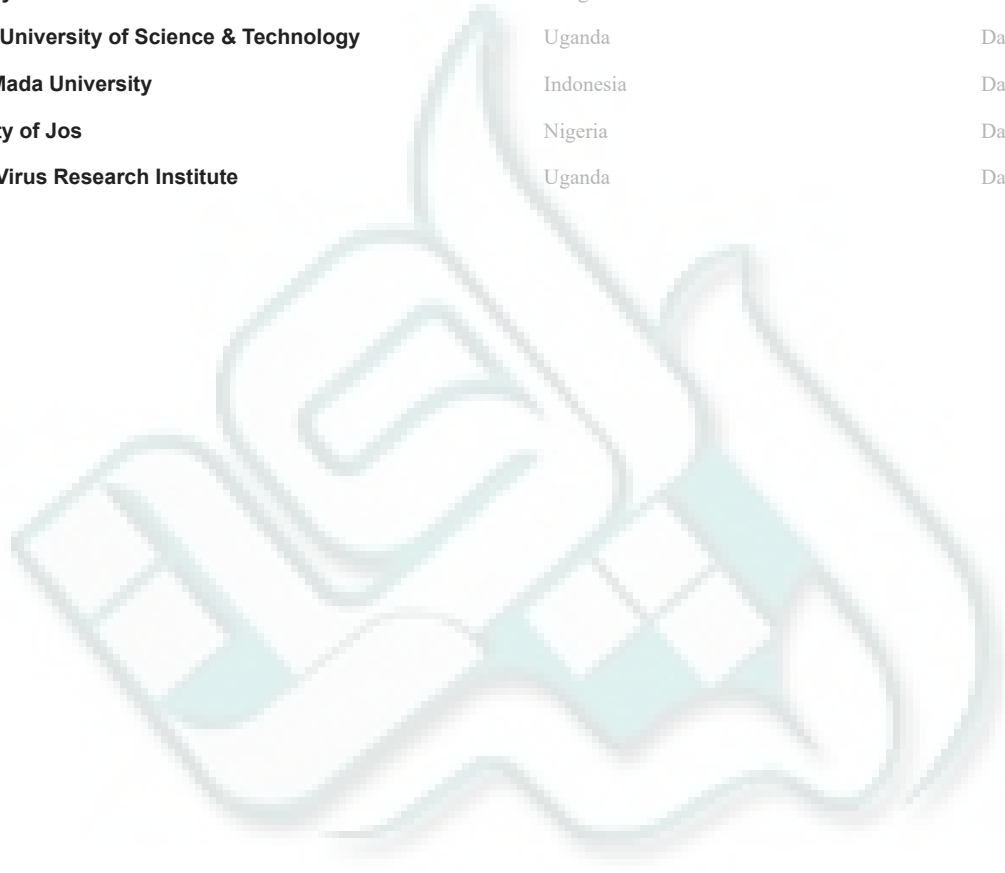 University of Science & Technology Uganda Da
Mada University Indonesia Da
ty of Jos Nigeria Da
Virus Research Institute Uganda Da